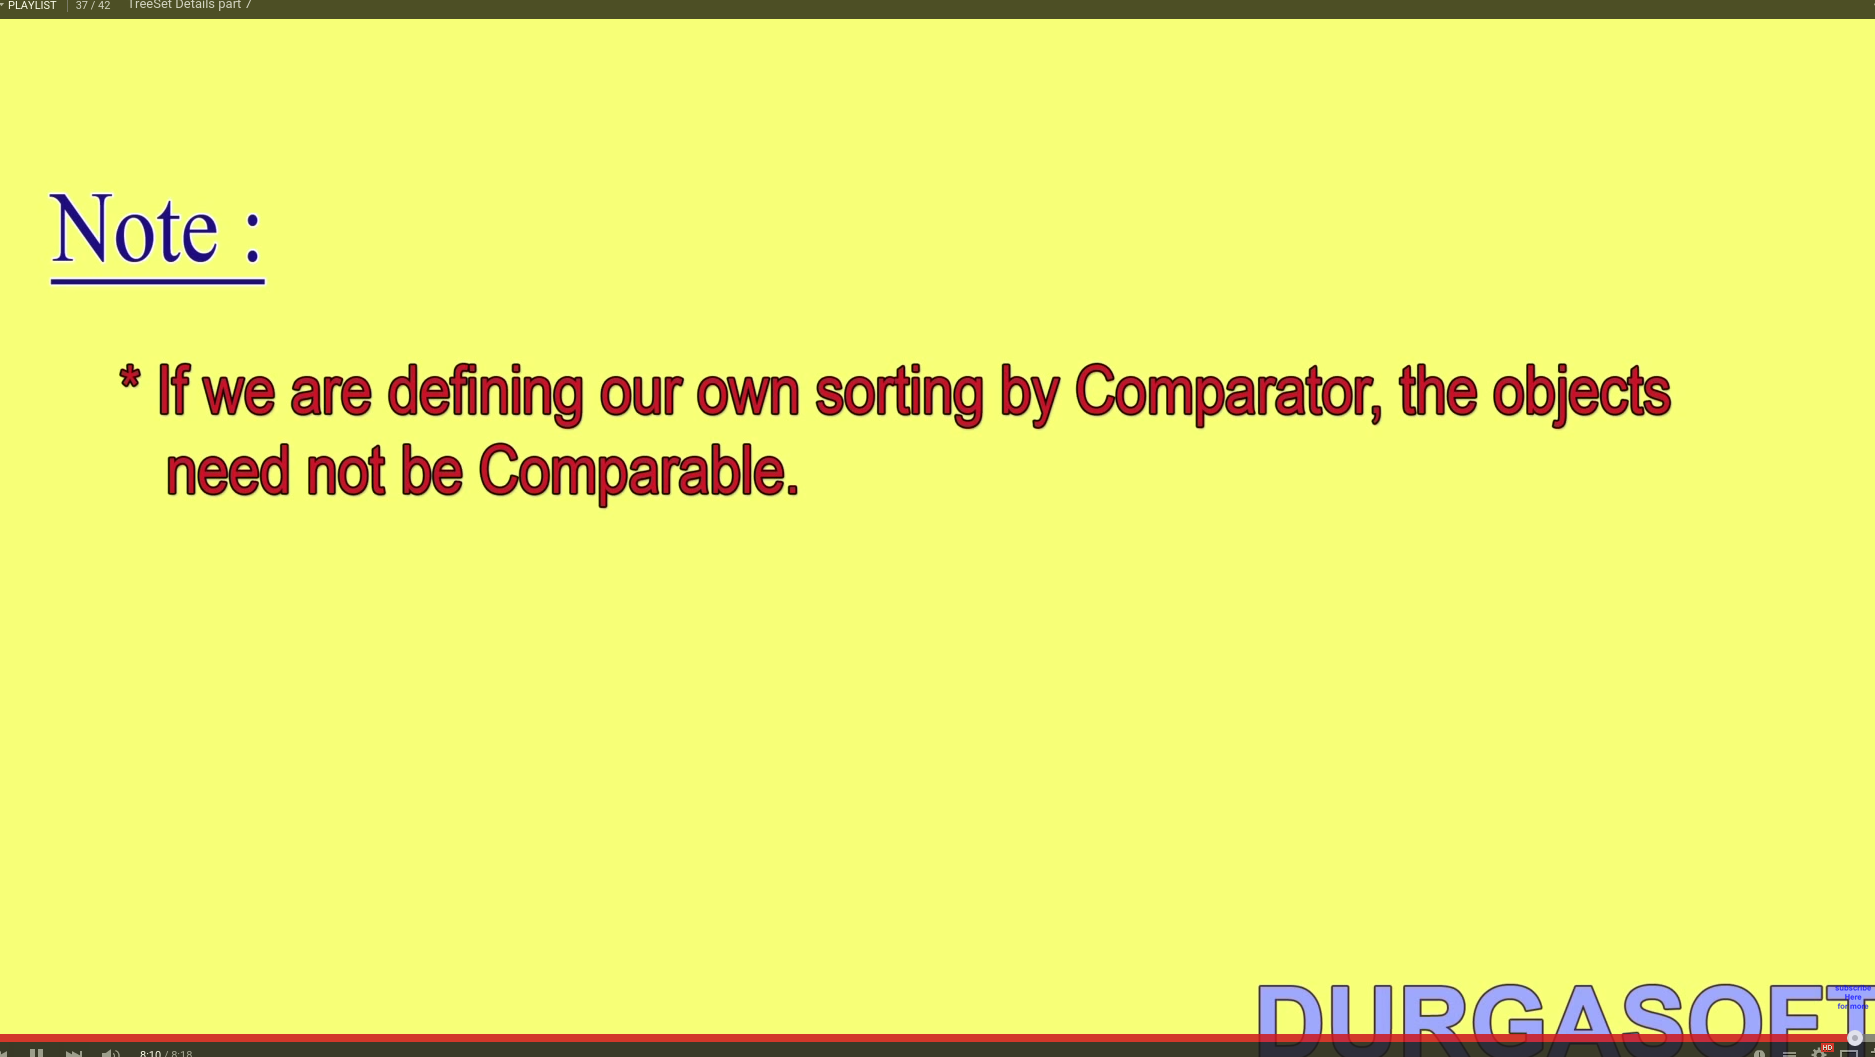 PLAYLIST 37 / 42 TreeSet Details part 7
Note :
* If we are defining our own sorting by Comparator, the objects
need not be Comparable.
DURGASOFT
subscribe
Here
for more
8:10 / 8:18
HD